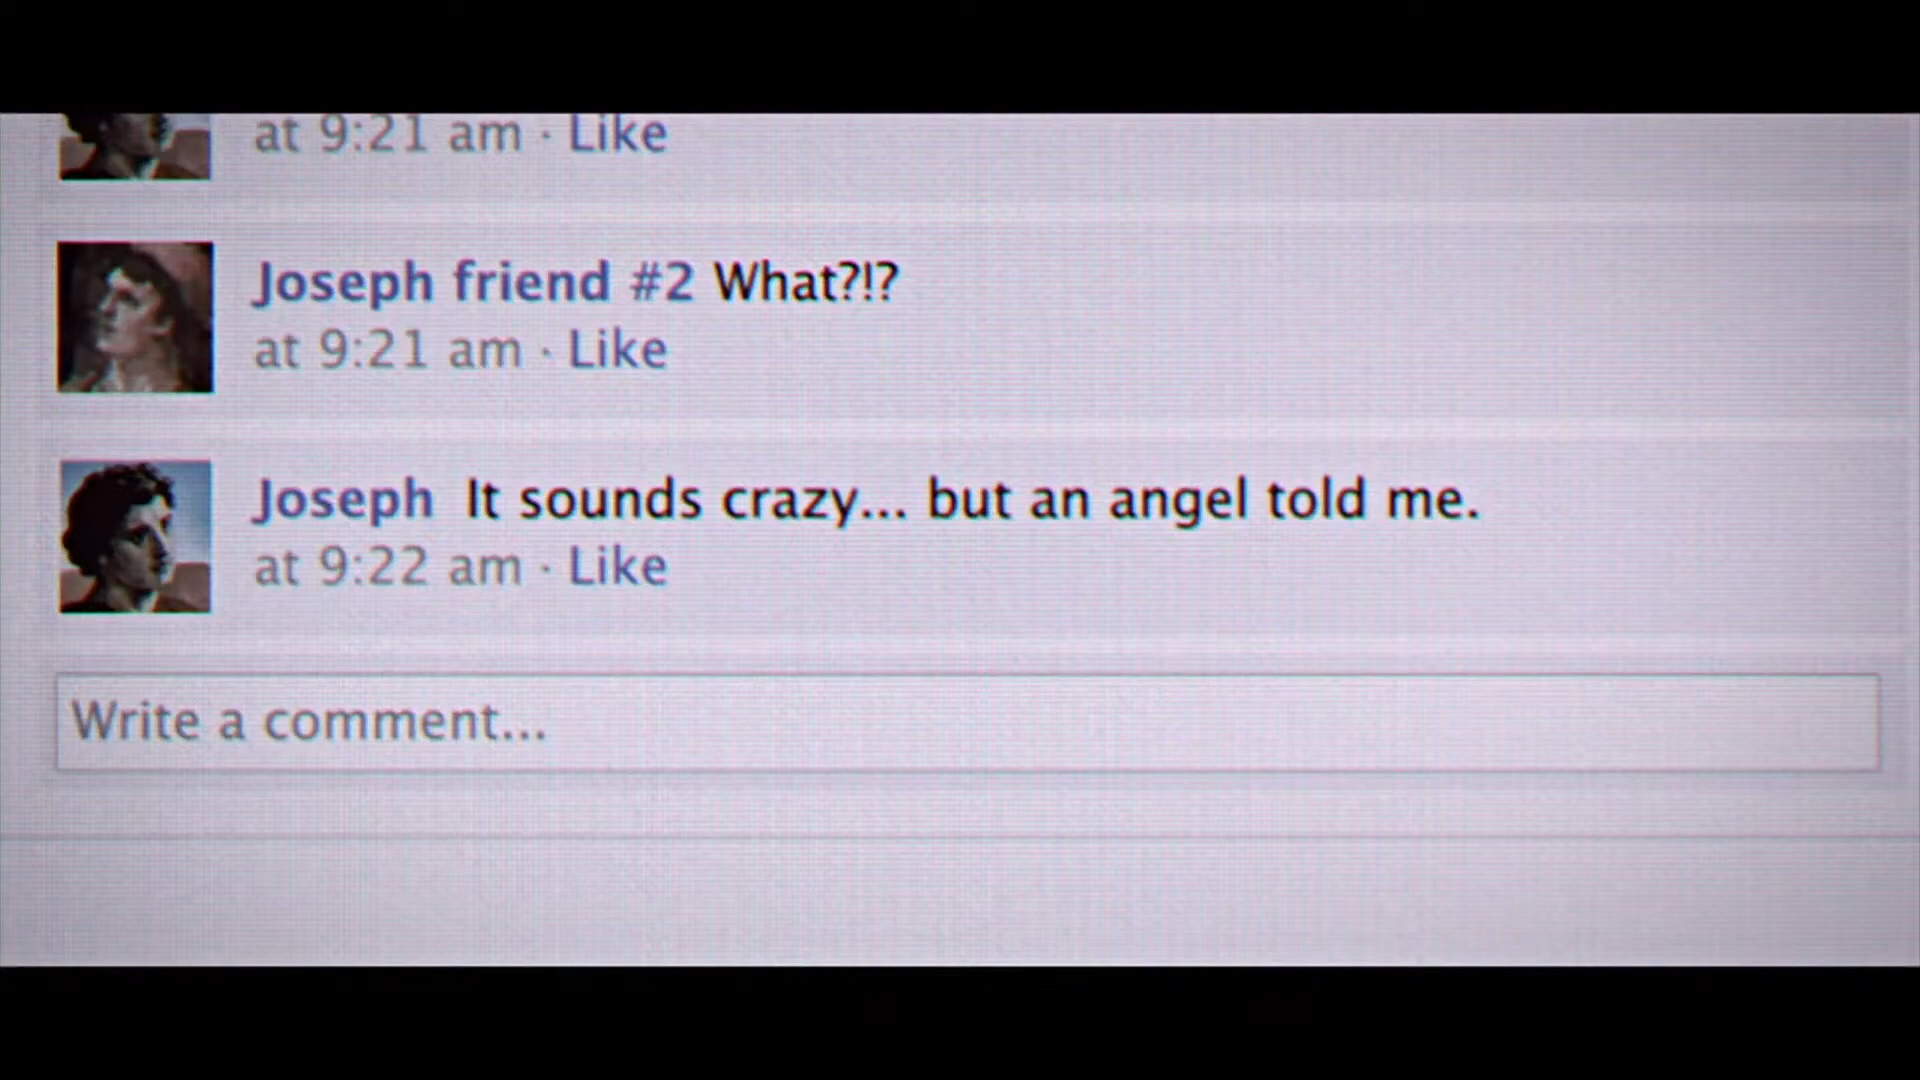 at 9:21 am · Like
Joseph friend #2 What?!?
at 9:21 am · Like
Joseph It sounds crazy... but an angel told me.
at 9:22 am · Like
Write a comment...